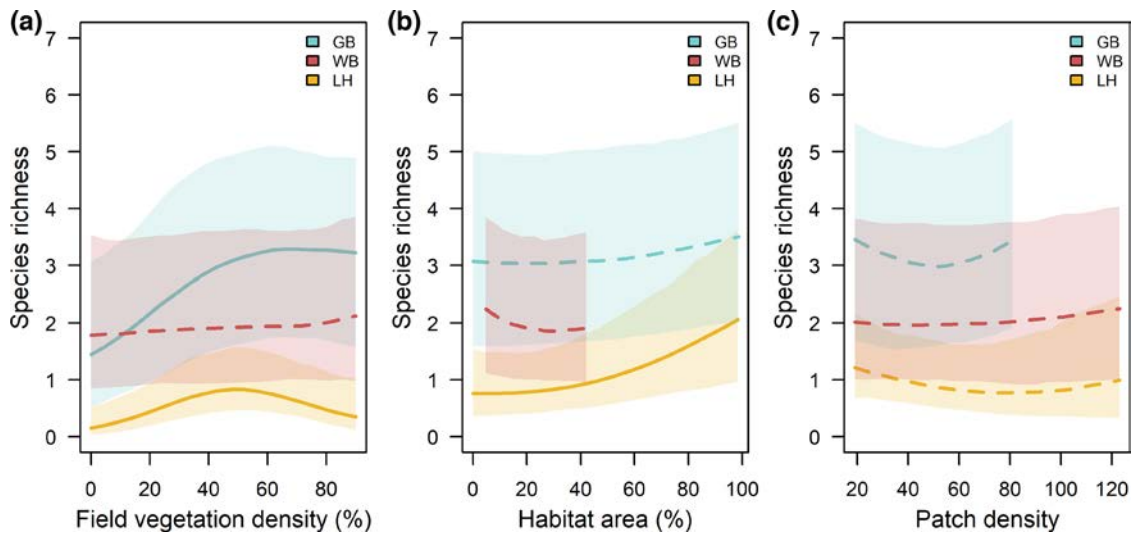 (a)
7
6
5
4
3
2
1
0
Species richness
GB
WB
LH
0 20 40 60 80
Field vegetation density (%)
(b)
7
6
5
4
3
2
1
0
Species richness
GB
WB
LH
0 20 40 60 80 100
Habitat area (%)
(c)
7
6
5
4
3
2
1
0
Species richness
GB
WB
LH
20 40 60 80 100 120
Patch density